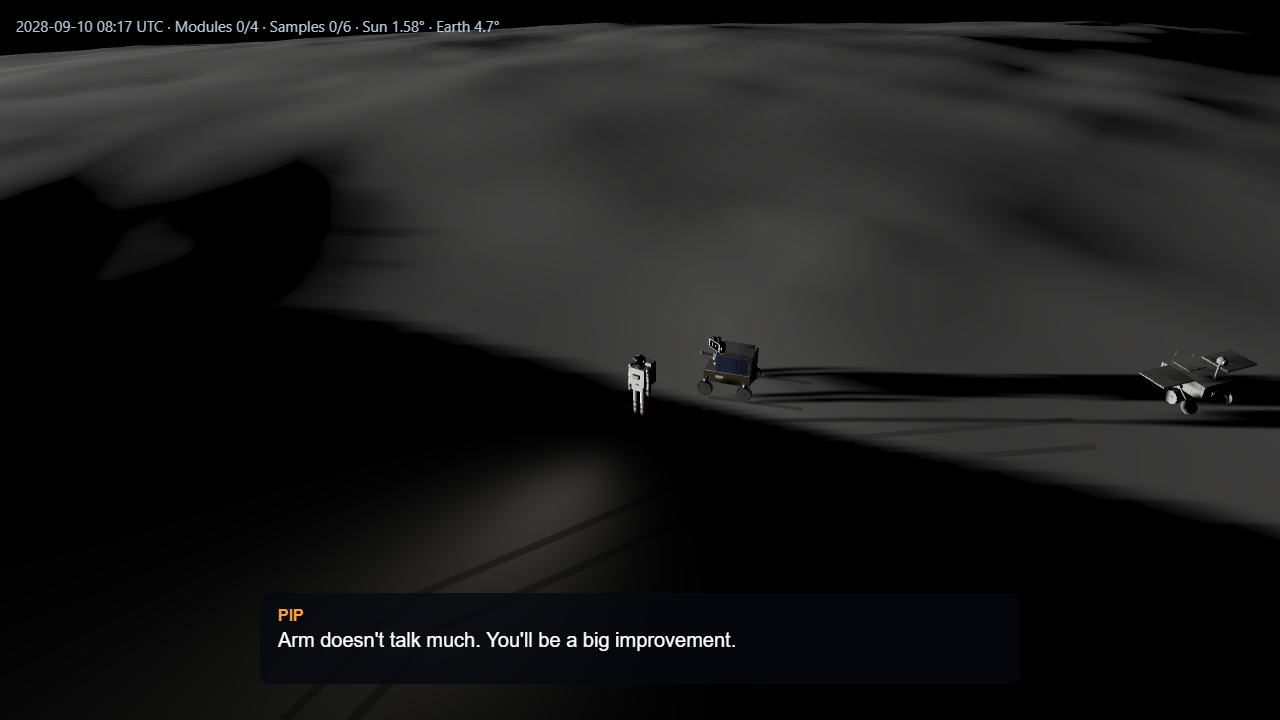 2028-09-10 08:17 UTC · Modules 0/4 · Samples 0/6 · Sun 1.58° · Earth 4.7°
PIP
Arm doesn't talk much. You'll be a big improvement.